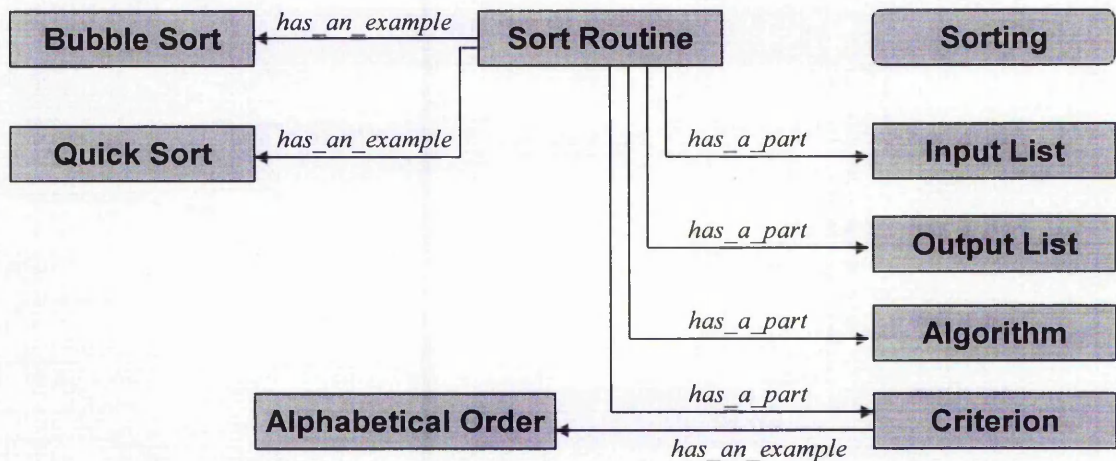 has_an_example
Bubble Sort
Sort Routine
Sorting
Quick Sort
has_an_example
has_a_part
Input List
has_a_part
Output List
has_a_part
Algorithm
has_a_part
Alphabetical Order
Criterion
has_an_example